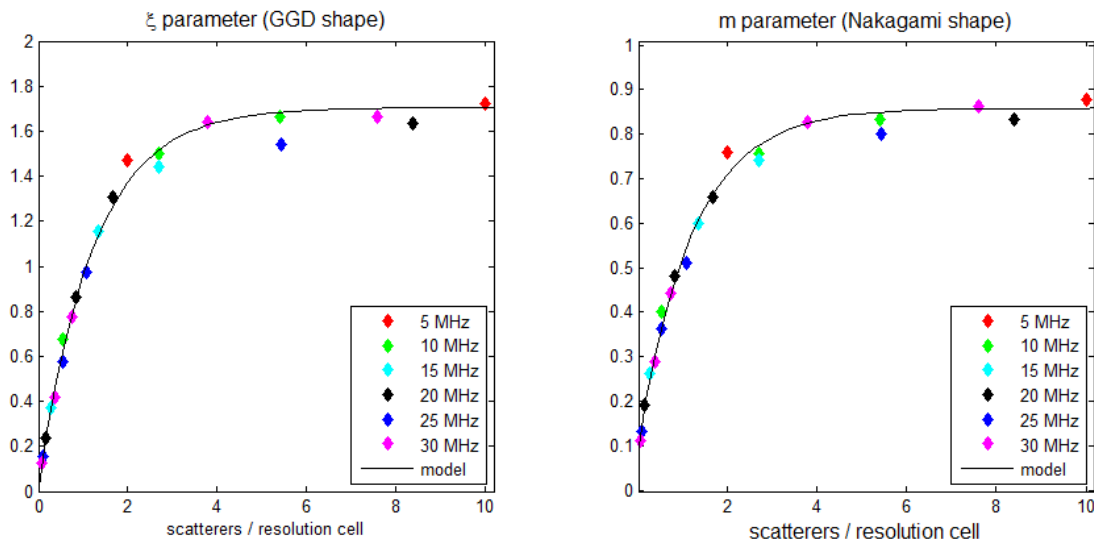 ξ parameter (GGD shape)
2
1.8
1.6
1.4
1.2
1
0.8
0.6
0.4
0.2
0
0 2 4 6 8 10
scatterers / resolution cell
5 MHz
10 MHz
15 MHz
20 MHz
25 MHz
30 MHz
model
m parameter (Nakagami shape)
1
0.9
0.8
0.7
0.6
0.5
0.4
0.3
0.2
0.1
0
2 4 6 8 10
scatterers / resolution cell
5 MHz
10 MHz
15 MHz
20 MHz
25 MHz
30 MHz
model